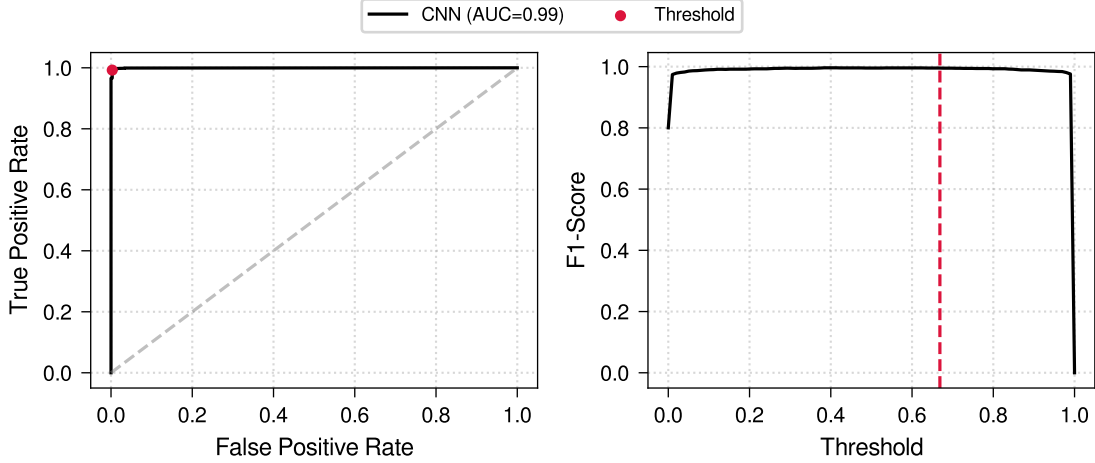 CNN (AUC=0.99) Threshold
1.0
0.8
0.6
0.4
0.2
0.0
True Positive Rate
0.0 0.2 0.4 0.6 0.8 1.0
False Positive Rate
1.0
0.8
0.6
0.4
0.2
0.0
F1-Score
0.0 0.2 0.4 0.6 0.8 1.0
Threshold